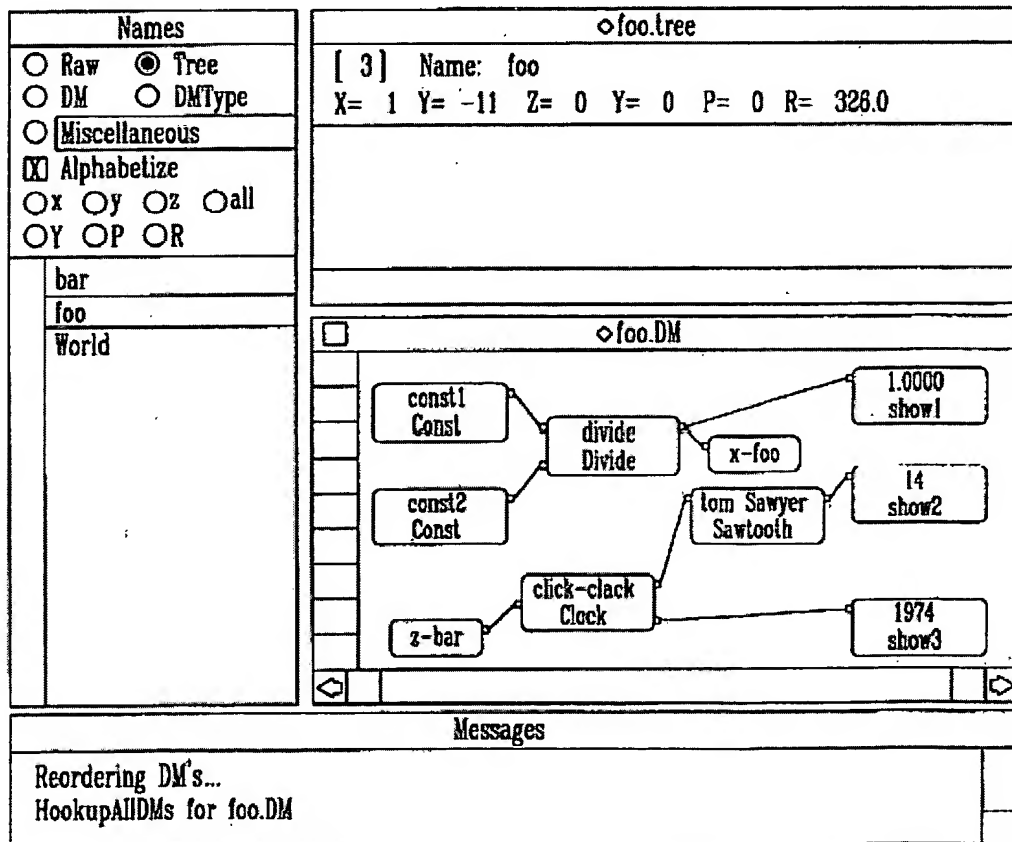 Names
Raw Tree
DM DMType
Miscellaneous
[X] Alphabetize
x y z all
Y P R
bar
foo
World
◇foo.tree
[ 3] Name: foo
X= 1 Y= -11 Z= 0 Y= 0 P= 0 R= 326.0
◇foo.DM
const1
Const
const2
Const
divide
Divide
x-foo
1.0000
show1
tom Sawyer
Sawtooth
14
show2
click-clack
Clock
z-bar
1974
show3
Messages
Reordering DM's...
HookupAllDMs for foo.DM